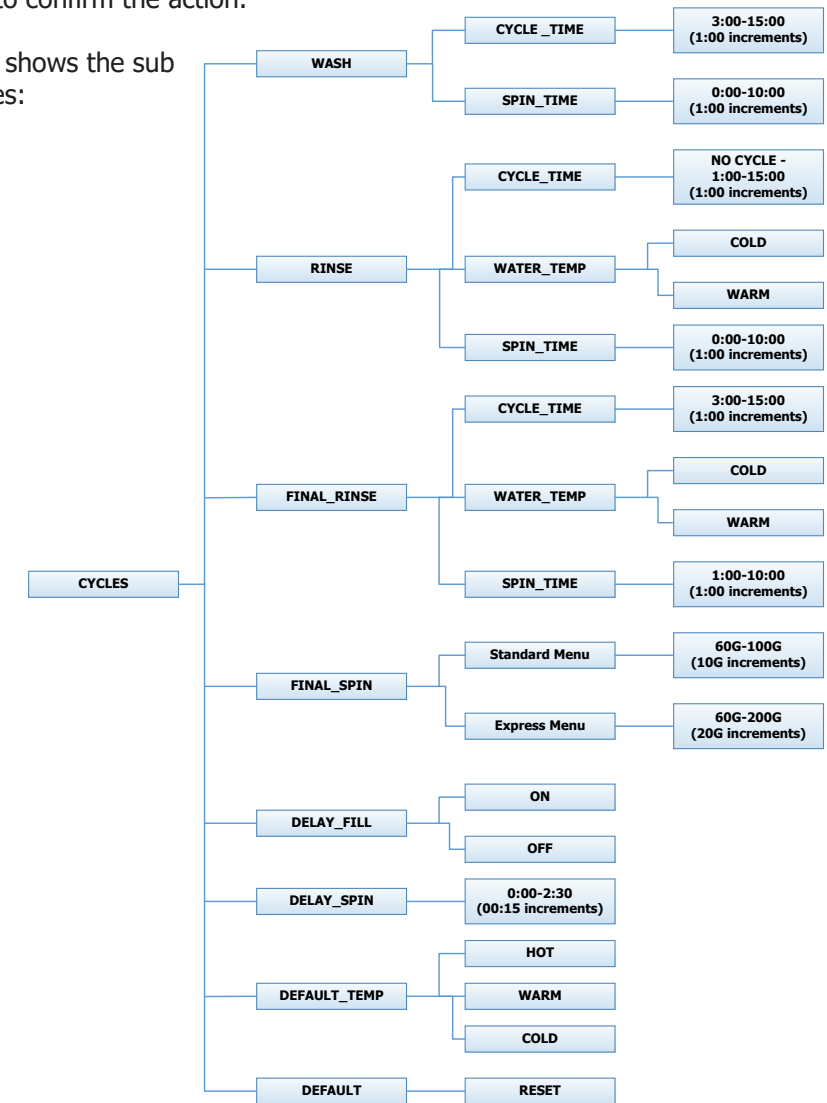 to confirm the action.
shows the sub
es:
CYCLES
WASH
CYCLE _TIME
3:00-15:00
(1:00 increments)
SPIN_TIME
0:00-10:00
(1:00 increments)
RINSE
CYCLE_TIME
NO CYCLE -
1:00-15:00
(1:00 increments)
WATER_TEMP
COLD
WARM
SPIN_TIME
0:00-10:00
(1:00 increments)
FINAL_RINSE
CYCLE_TIME
3:00-15:00
(1:00 increments)
WATER_TEMP
COLD
WARM
SPIN_TIME
1:00-10:00
(1:00 increments)
FINAL_SPIN
Standard Menu
60G-100G
(10G increments)
Express Menu
60G-200G
(20G increments)
DELAY_FILL
ON
OFF
DELAY_SPIN
0:00-2:30
(00:15 increments)
DEFAULT_TEMP
HOT
WARM
COLD
DEFAULT
RESET